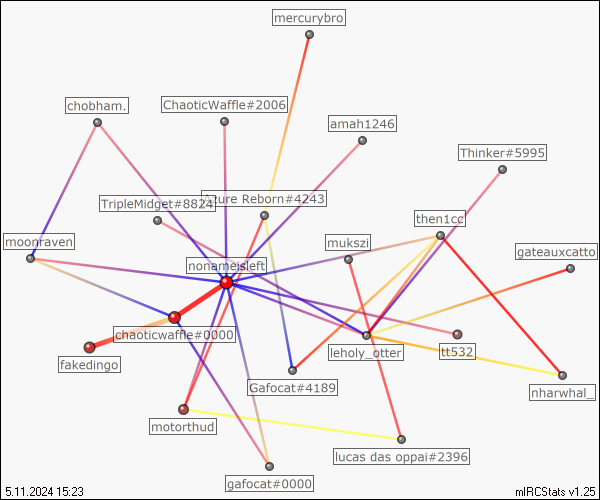 mercurybro
chobham.
ChaoticWaffle#2006
amah1246
Thinker#5995
TripleMidget#8824
Azure Reborn#4243
then1cc
moonraven
mukszi
gateauxcatto
nonameisleft
chaoticwaffle#0000
leholy_otter
tt532
fakedingo
Gafocat#4189
nharwhal_
motorthud
lucas das oppai#2396
gafocat#0000
5.11.2024 15:23
mIRCStats v1.25